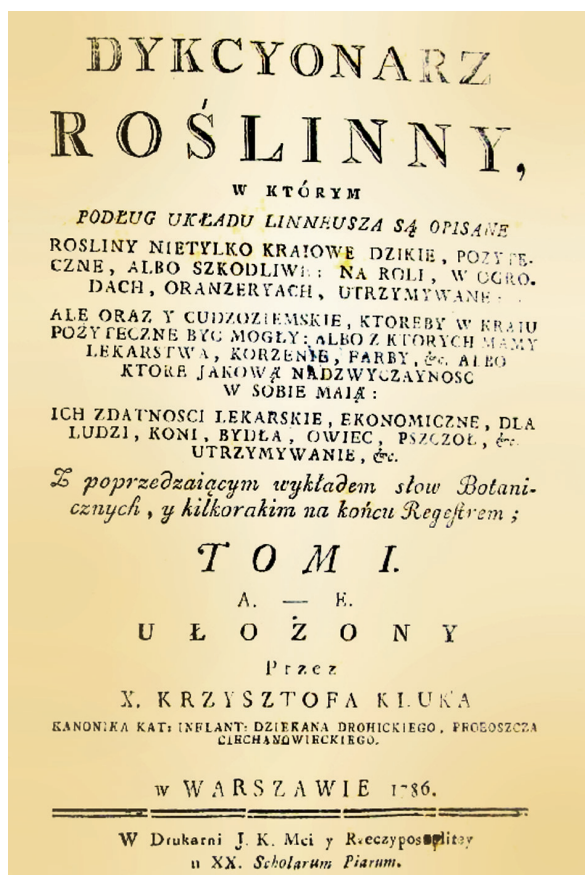 DYKCYONARZ
ROŚLINNY,
W KTÓRYM
PODŁUG UKŁADU LINNEUSZA SĄ OPISANE
ROSLINY NIETYLKO KRAIOWE DZIKIE, POZYTE-
CZNE, ALBO SZKODLIWE: NA ROLI, W OGRO-
DACH, ORANZERYACH, UTRZYMYWANE:
ALE ORAZ Y CUDZOZIEMSKIE, KTOREBY W KRAIU
POZYTECZNE BYC MOGŁY: ALBO Z KTORYCH MAMY
LEKARSTWA, KORZENIE, FARBY, &c. ALBO
KTORE JAKOWĄ NADZWYCZAYNOSC
W SOBIE MAIĄ:
ICH ZDATNOSCI LEKARSKIE, EKONOMICZNE, DLA
LUDZI, KONI, BYDŁA, OWIEC, PSZCZOŁ, &c.
UTRZYMYWANIE, &c.
Z poprzedzaiącym wykładem słow Botani-
cznych, y kilkorakim na końcu Regeſtrem;
TOM I.
A. — E.
UŁOŻONY
Przez
X. KRZYSZTOFA KLUKA
KANONIKA KAT: INFLANT: DZIEKANA DROHICKIEGO, PROBOSZCZA
CIECHANOWIECKIEGO.
w WARSZAWIE 1786.
W Drukarni J. K. Mci y Rzeczypospolitey
u XX. Scholarum Piarum.